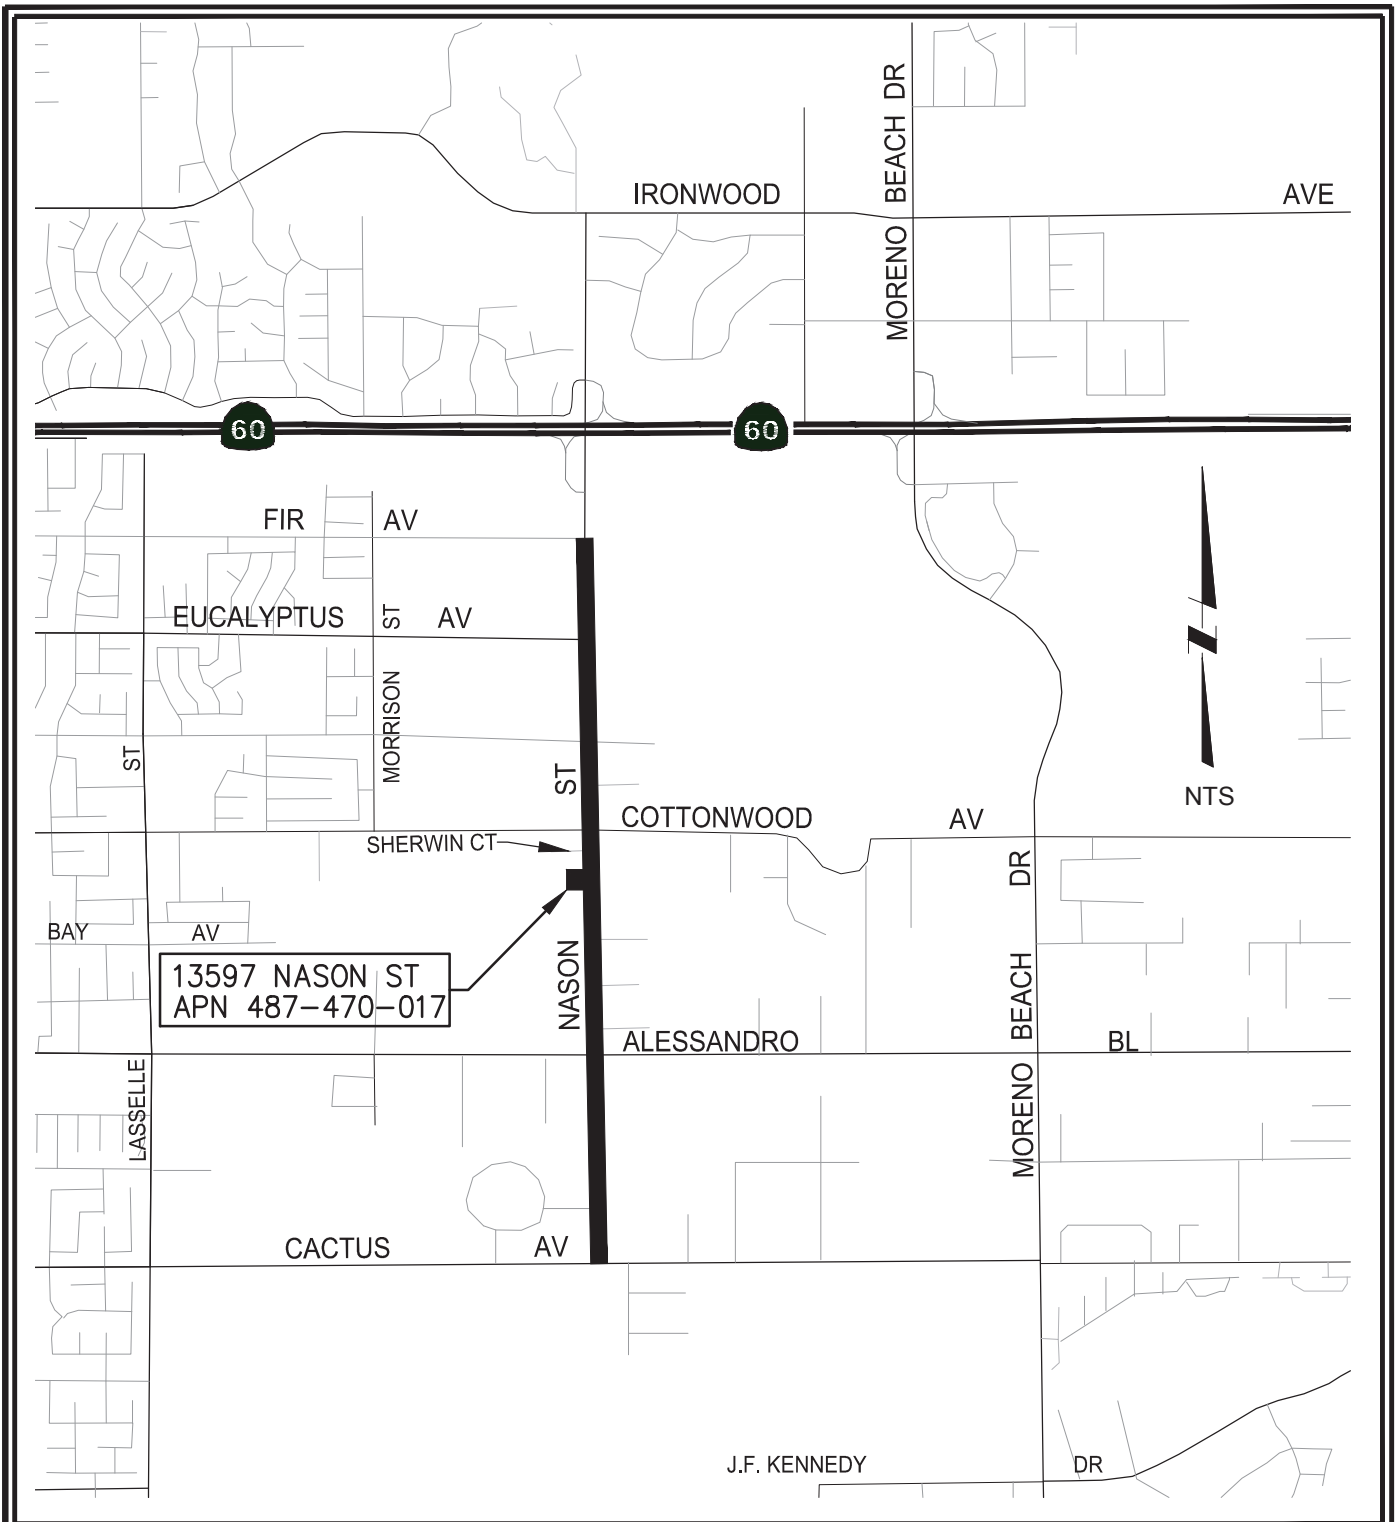 MORENO BEACH DR
IRONWOOD AVE
MORENO
60 60
FIR AV
EUCALYPTUS AV
MORRISON ST
ST
ST
NTS
COTTONWOOD AV
SHERWIN CT
DR
BAY AV
13597 NASON ST
APN 487-470-017
NASON
BEACH
ALESSANDRO BL
LASSELLE
MORENO
CACTUS AV
J.F. KENNEDY DR